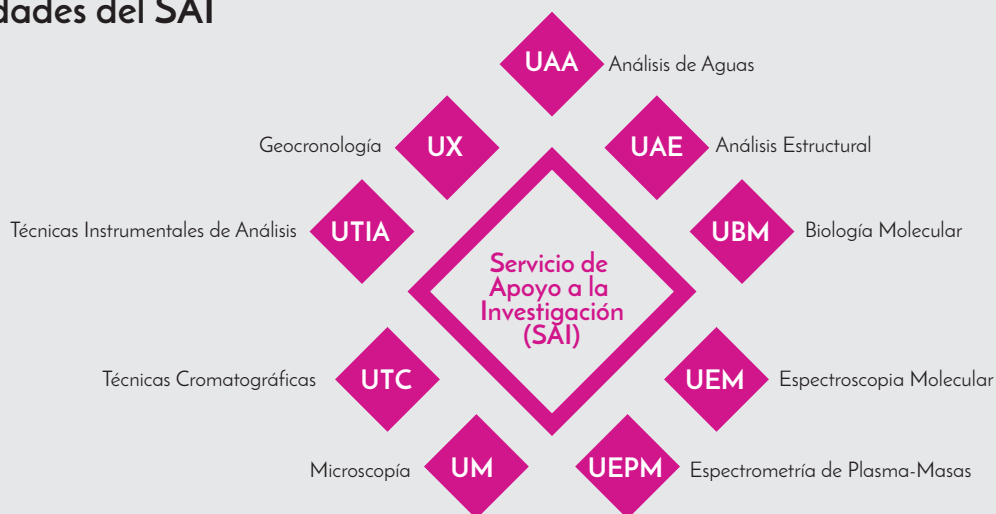 dades del SAI
UAA Análisis de Aguas
Geocronología UX
UAE Análisis Estructural
Técnicas Instrumentales de Análisis UTIA
UBM Biología Molecular
Servicio de
Apoyo a la
Investigación
(SAI)
Técnicas Cromatográficas UTC
UEM Espectroscopia Molecular
Microscopía UM
UEPM Espectrometría de Plasma-Masas